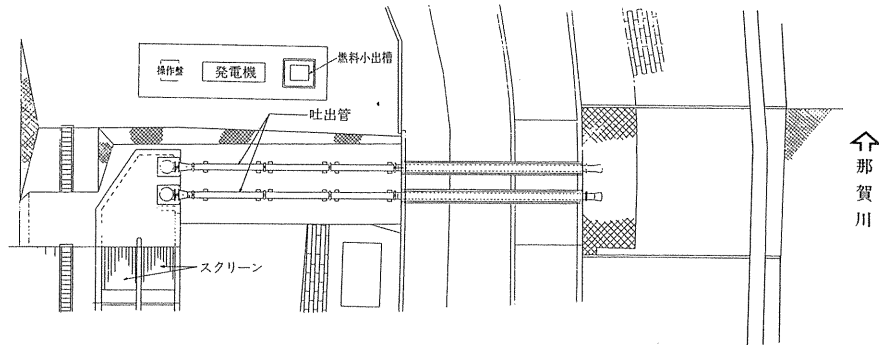 燃料小出槽
操作盤
発電機
吐出管
スクリーン
那賀川